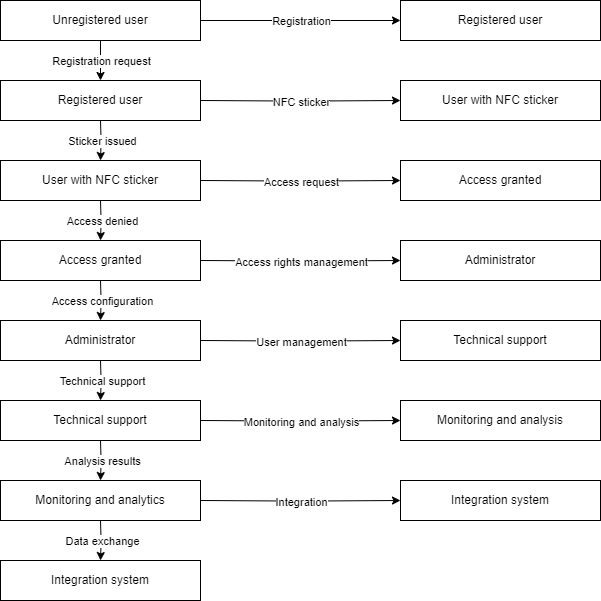 Unregistered user
Registration
Registered user
Registration request
Registered user
NFC sticker
User with NFC sticker
Sticker issued
User with NFC sticker
Access request
Access granted
Access denied
Access granted
Access rights management
Administrator
Access configuration
Administrator
User management
Technical support
Technical support
Technical support
Monitoring and analysis
Monitoring and analysis
Analysis results
Monitoring and analytics
Integration
Integration system
Data exchange
Integration system